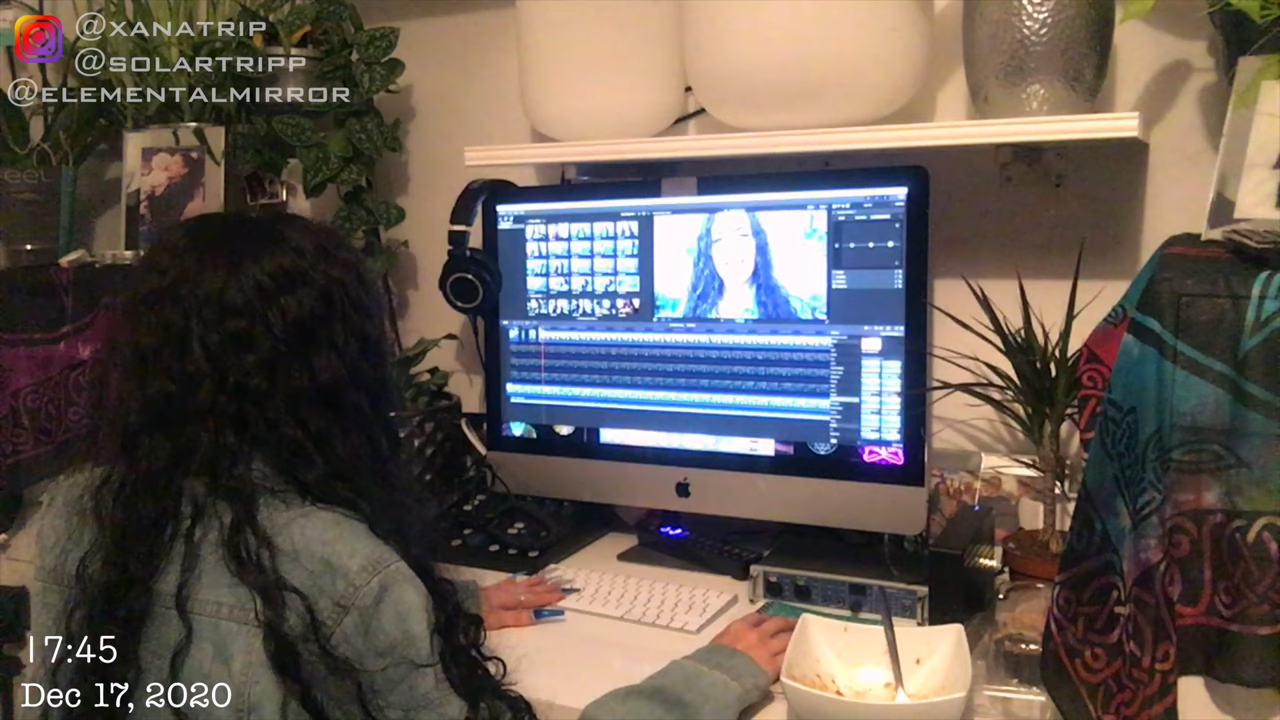 @XANATRIP
@SOLARTRIPP
@ELEMENTALMIRROR
17:45
Dec 17, 2020